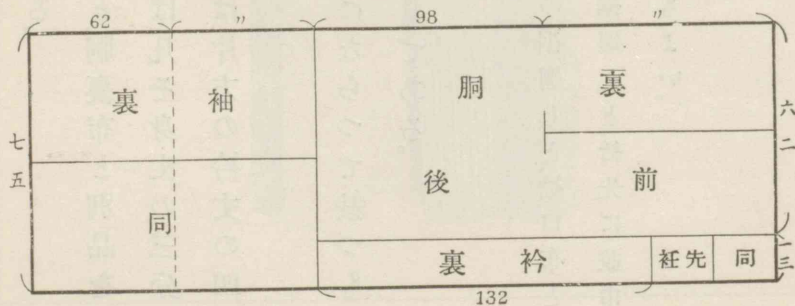 62 〃 98 〃
裏 袖 胴 裏
七五
六二
同 後 前
裏 衿 衽先 同
一三
132